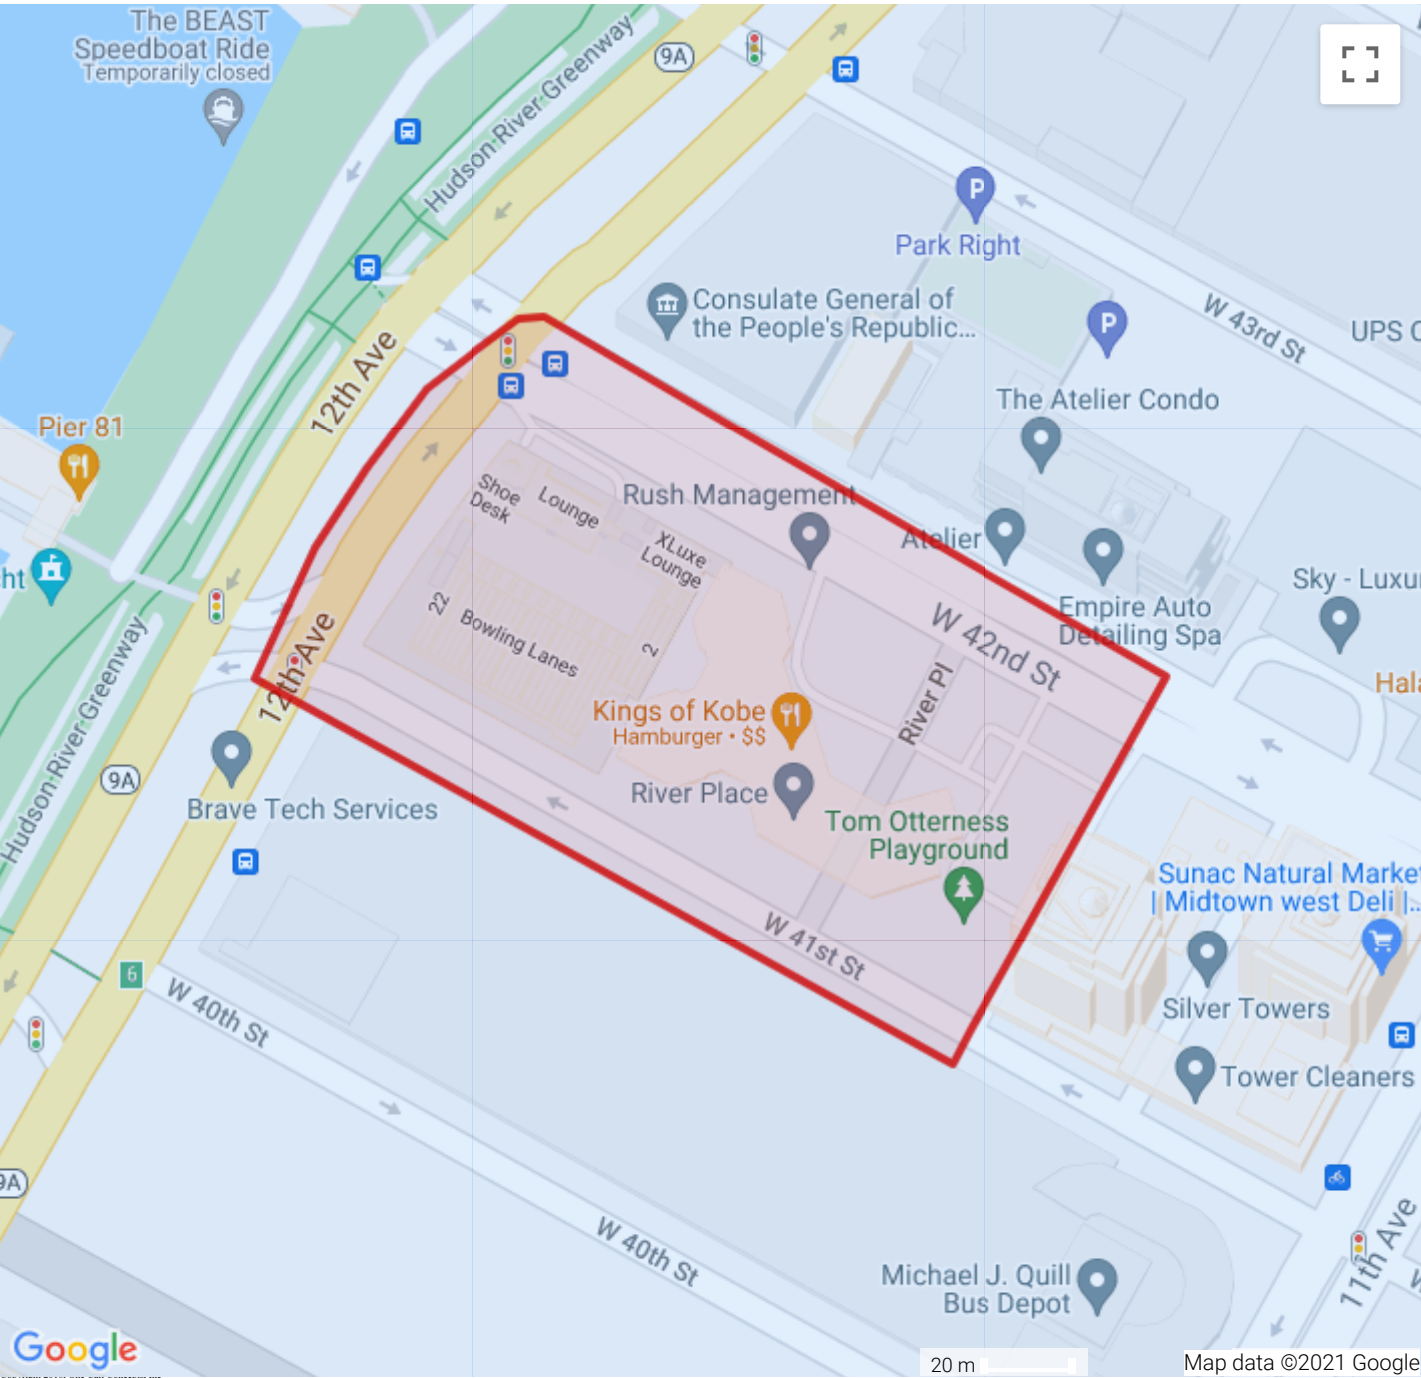 The BEAST
Speedboat Ride
Temporarily closed
9A
Hudson River Greenway
P
Park Right
Consulate General of
the People's Republic...
W 43rd St
UPS
P
12th Ave
The Atelier Condo
Pier 81
Shoe
Desk
Lounge
Rush Management
XLuxe
Lounge
Atelier
ht
Sky - Luxu
Empire Auto
Detailing Spa
22
Bowling Lanes
2
W 42nd St
12th Ave
Hudson River Greenway
River Pl
Hala
Kings of Kobe
Hamburger • $$
9A
River Place
Brave Tech Services
Tom Otterness
Playground
Sunac Natural Market
| Midtown west Deli |...
W 41st St
6
W 40th St
Silver Towers
Tower Cleaners
9A
W 40th St
11th Ave
W
Michael J. Quill
Bus Depot
Google
20 m
Map data ©2021 Google